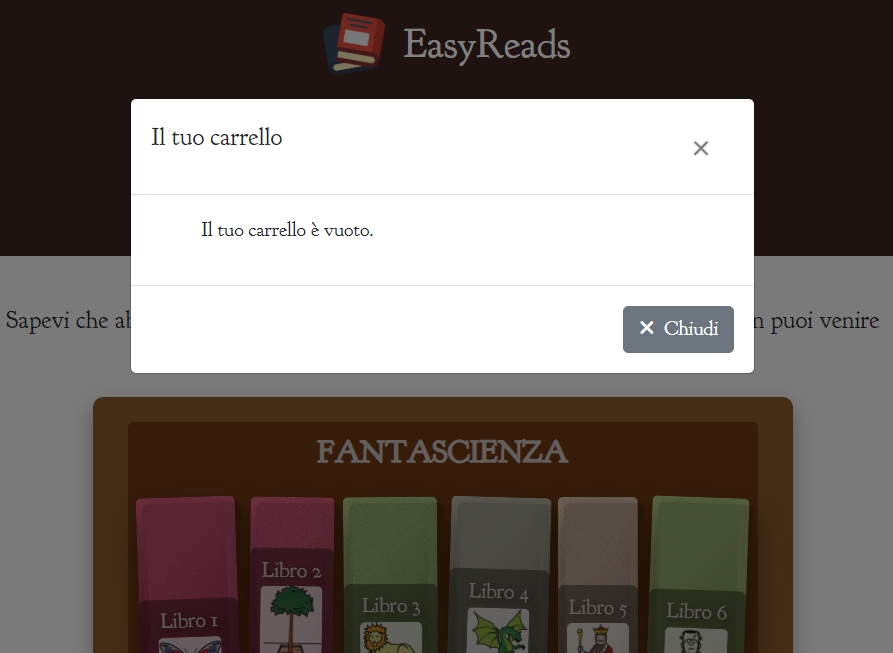 EasyReads
Il tuo carrello
Il tuo carrello è vuoto.
Chiudi
Sapevi che
puoi venire
FANTASCIENZA
Libro 1
Libro 2
Libro 3
Libro 4
Libro 5
Libro 6